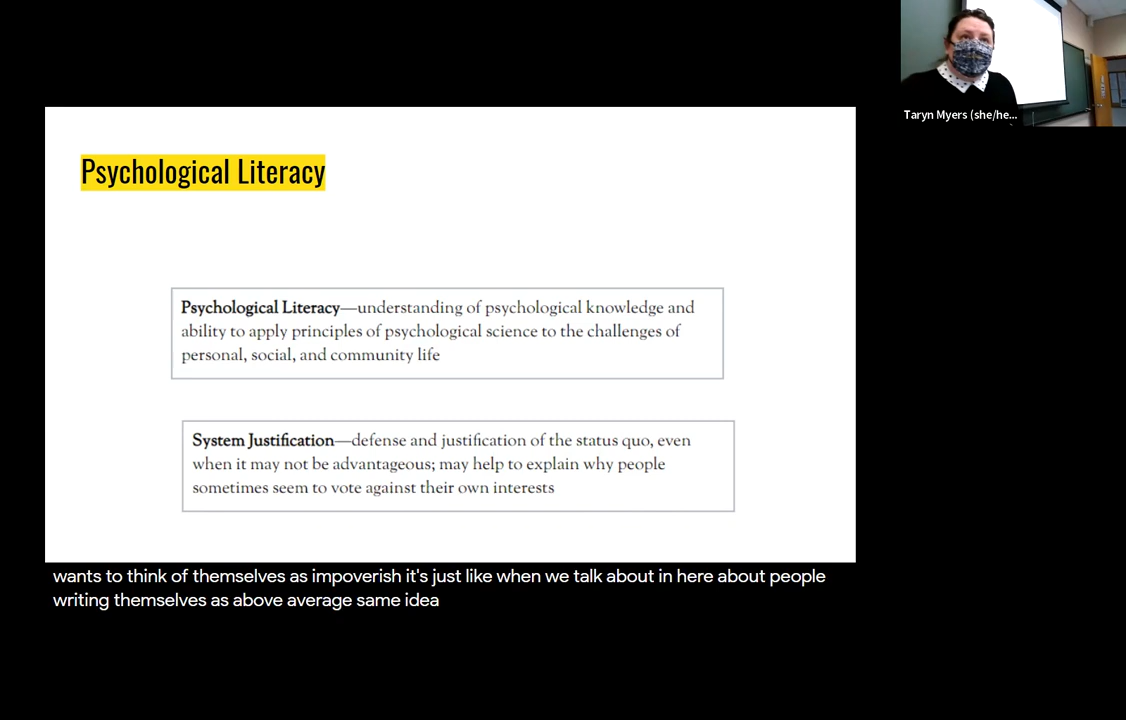 Taryn Myers (she/he...
Psychological Literacy
Psychological Literacy—understanding of psychological knowledge and
ability to apply principles of psychological science to the challenges of
personal, social, and community life
System Justification—defense and justification of the status quo, even
when it may not be advantageous; may help to explain why people
sometimes seem to vote against their own interests
wants to think of themselves as impoverish it's just like when we talk about in here about people
writing themselves as above average same idea